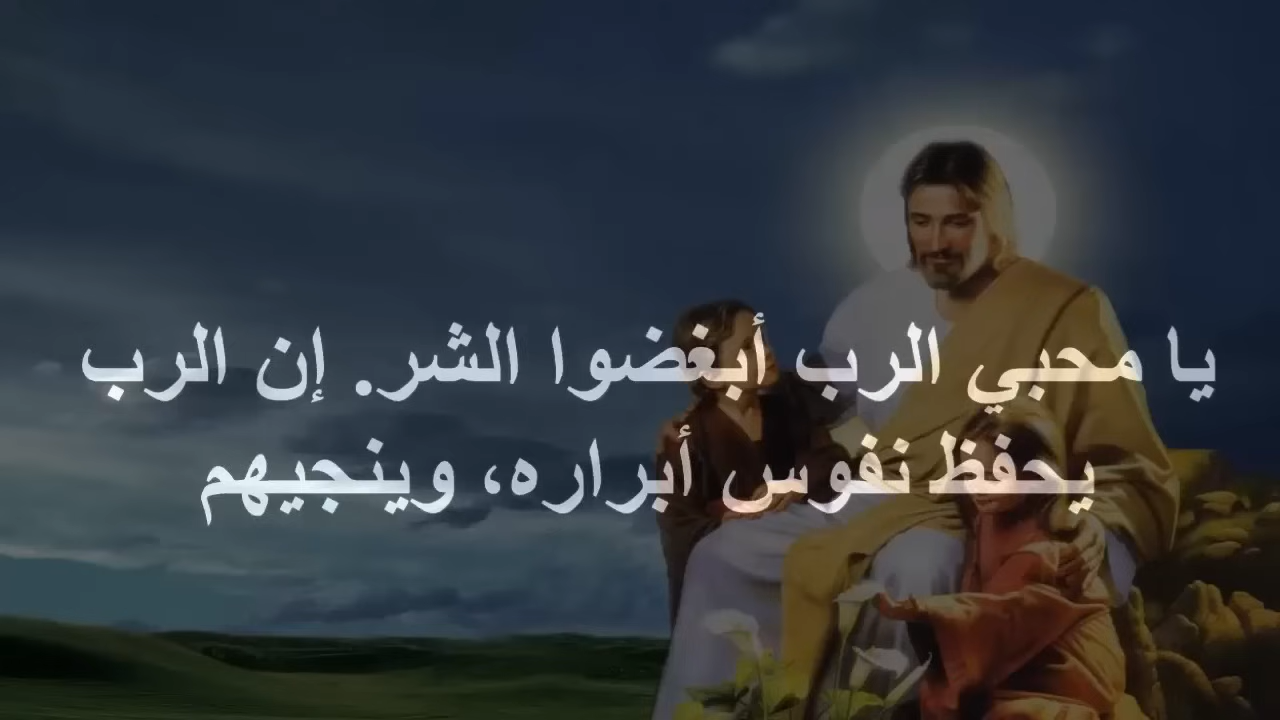 يا محبي الرب أبغضوا الشر. إن الرب
يحفظ نفوس أبراره، وينجيهم